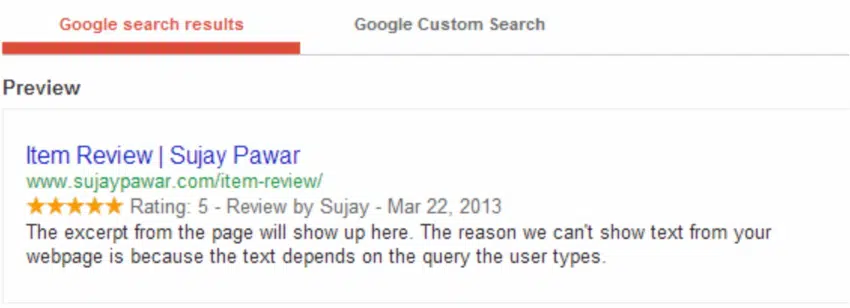 Google search results Google Custom Search
Preview
Item Review | Sujay Pawar
www.sujaypawar.com/item-review/
★★★★★ Rating: 5 - Review by Sujay - Mar 22, 2013
The excerpt from the page will show up here. The reason we can't show text from your
webpage is because the text depends on the query the user types.